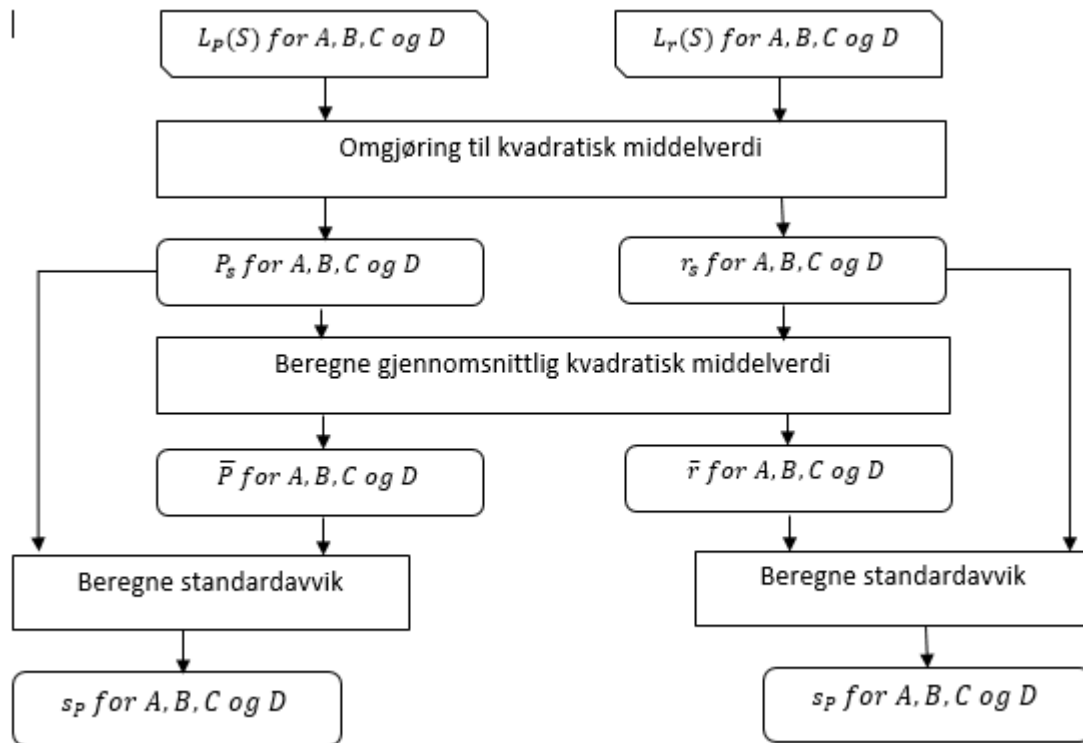 L_P(S) for A, B, C og D
L_r(S) for A, B, C og D
Omgjøring til kvadratisk middelverdi
P_s for A, B, C og D
r_s for A, B, C og D
Beregne gjennomsnittlig kvadratisk middelverdi
P̅ for A, B, C og D
r̅ for A, B, C og D
Beregne standardavvik
Beregne standardavvik
s_P for A, B, C og D
s_P for A, B, C og D